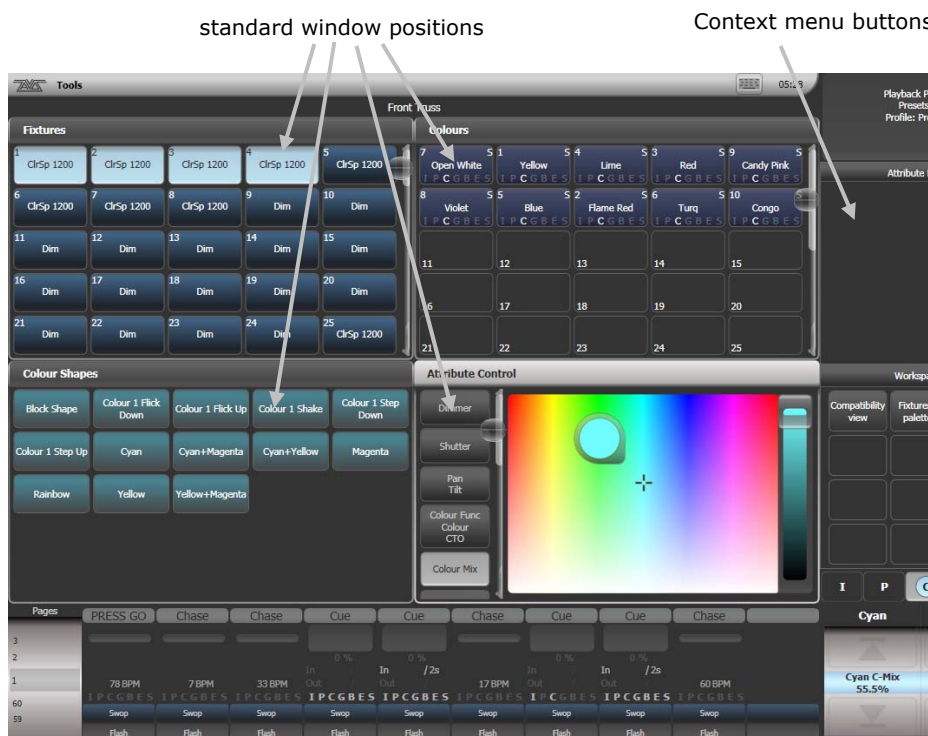 standard window positions
Context menu buttons
Tools
05:28
Front Truss
Playback P
Presets
Profile: Pr
Fixtures
Colours
Attribute
1 ClrSp 1200
2 ClrSp 1200
3 ClrSp 1200
4 ClrSp 1200
5 ClrSp 1200
7 S Open White I P C G B E S
1 S Yellow I P C G B E S
4 S Lime I P C G B E S
3 S Red I P C G B E S
9 S Candy Pink I P C G B E S
6 ClrSp 1200
7 ClrSp 1200
8 ClrSp 1200
9 Dim
10 Dim
8 S Violet I P C G B E S
5 S Blue I P C G B E S
2 S Flame Red I P C G B E S
6 S Turq I P C G B E S
10 S Congo I P C G B E S
11 Dim
12 Dim
13 Dim
14 Dim
15 Dim
11
12
13
14
15
16 Dim
17 Dim
18 Dim
19 Dim
20 Dim
17
18
19
20
21 Dim
22 Dim
23 Dim
24 Dim
25 ClrSp 1200
21
22
23
24
25
Colour Shapes
Attribute Control
Workspa
Block Shape
Colour 1 Flick
Down
Colour 1 Flick Up
Colour 1 Shake
Colour 1 Step
Down
Colour 1 Step Up
Cyan
Cyan+Magenta
Cyan+Yellow
Magenta
Rainbow
Yellow
Yellow+Magenta
Dimmer
Shutter
Pan
Tilt
Colour Func
Colour
CTO
Colour Mix
Compatibility
view
Fixtures
palett
I
P
C
Pages
3
2
1
60
59
PRESS GO
Chase
Chase
Cue
Cue
Chase
Cue
Cue
Chase
0 %
0 %
0 %
0 %
In
In /2s
In
In /2s
78 BPM
7 BPM
33 BPM
Out
Out
17 BPM
Out
Out
60 BPM
I P C G B E S
I P C G B E S
I P C G B E S
I P C G B E S
I P C G B E S
I P C G B E S
I P C G B E S
I P C G B E S
I P C G B E S
Swop
Swop
Swop
Swop
Swop
Swop
Swop
Swop
Swop
Flash
Flash
Flash
Flash
Flash
Flash
Flash
Flash
Flash
Cyan
Cyan C-Mix
55.5%